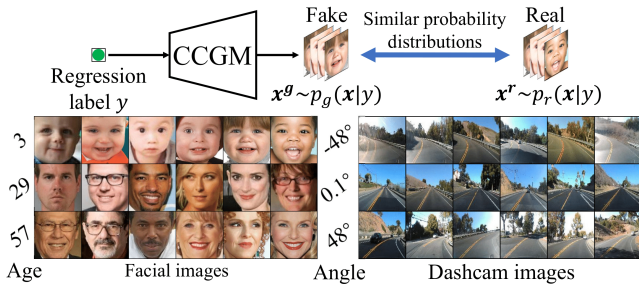 Fake
Similar probability
distributions
Real
CCGM
Regression
label y
x^g~p_g(x|y)
x^r~p_r(x|y)
3
29
57
-48°
0.1°
48°
Age
Facial images
Angle
Dashcam images